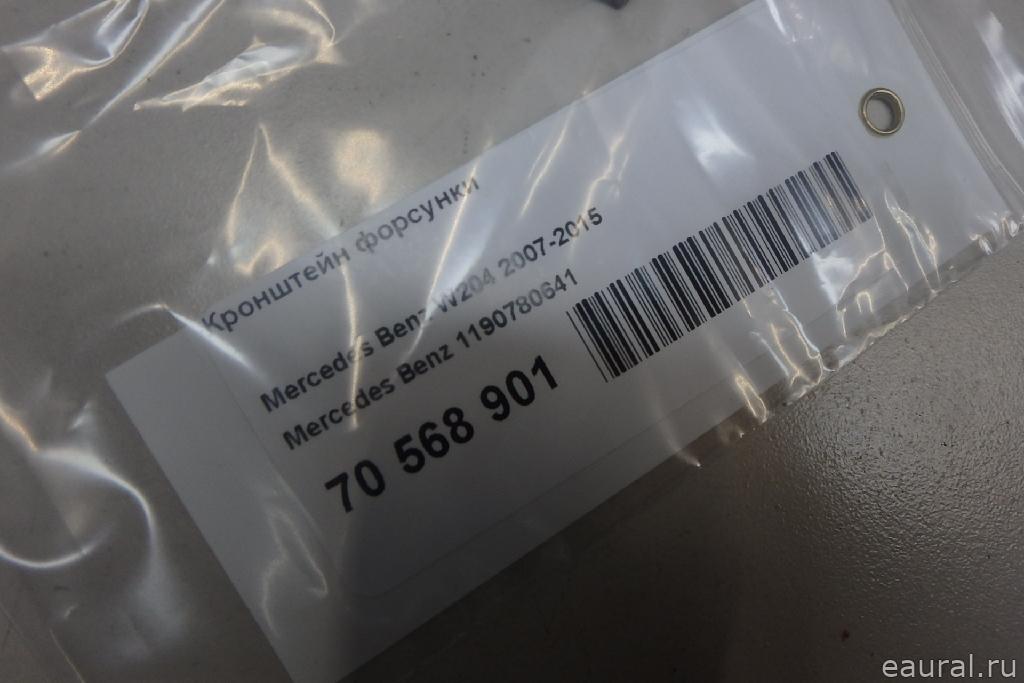 Кронштейн форсунки
Mercedes Benz W204 2007-2015
Mercedes Benz 1190780641
70 568 901
eaural.ru